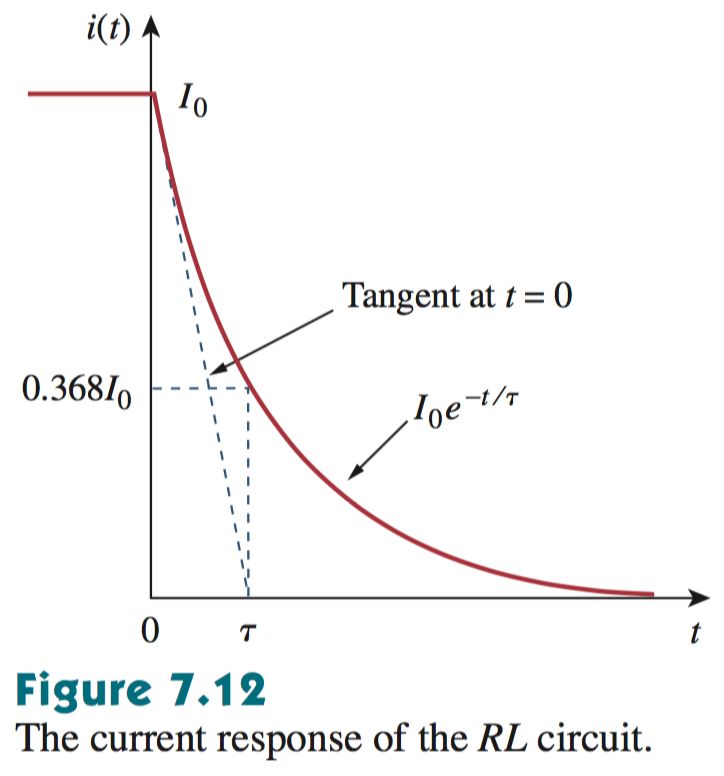 i(t)
I₀
Tangent at t = 0
0.368I₀
I₀e⁻ᵗ/ᵀ
0
τ
t
Figure 7.12
The current response of the RL circuit.